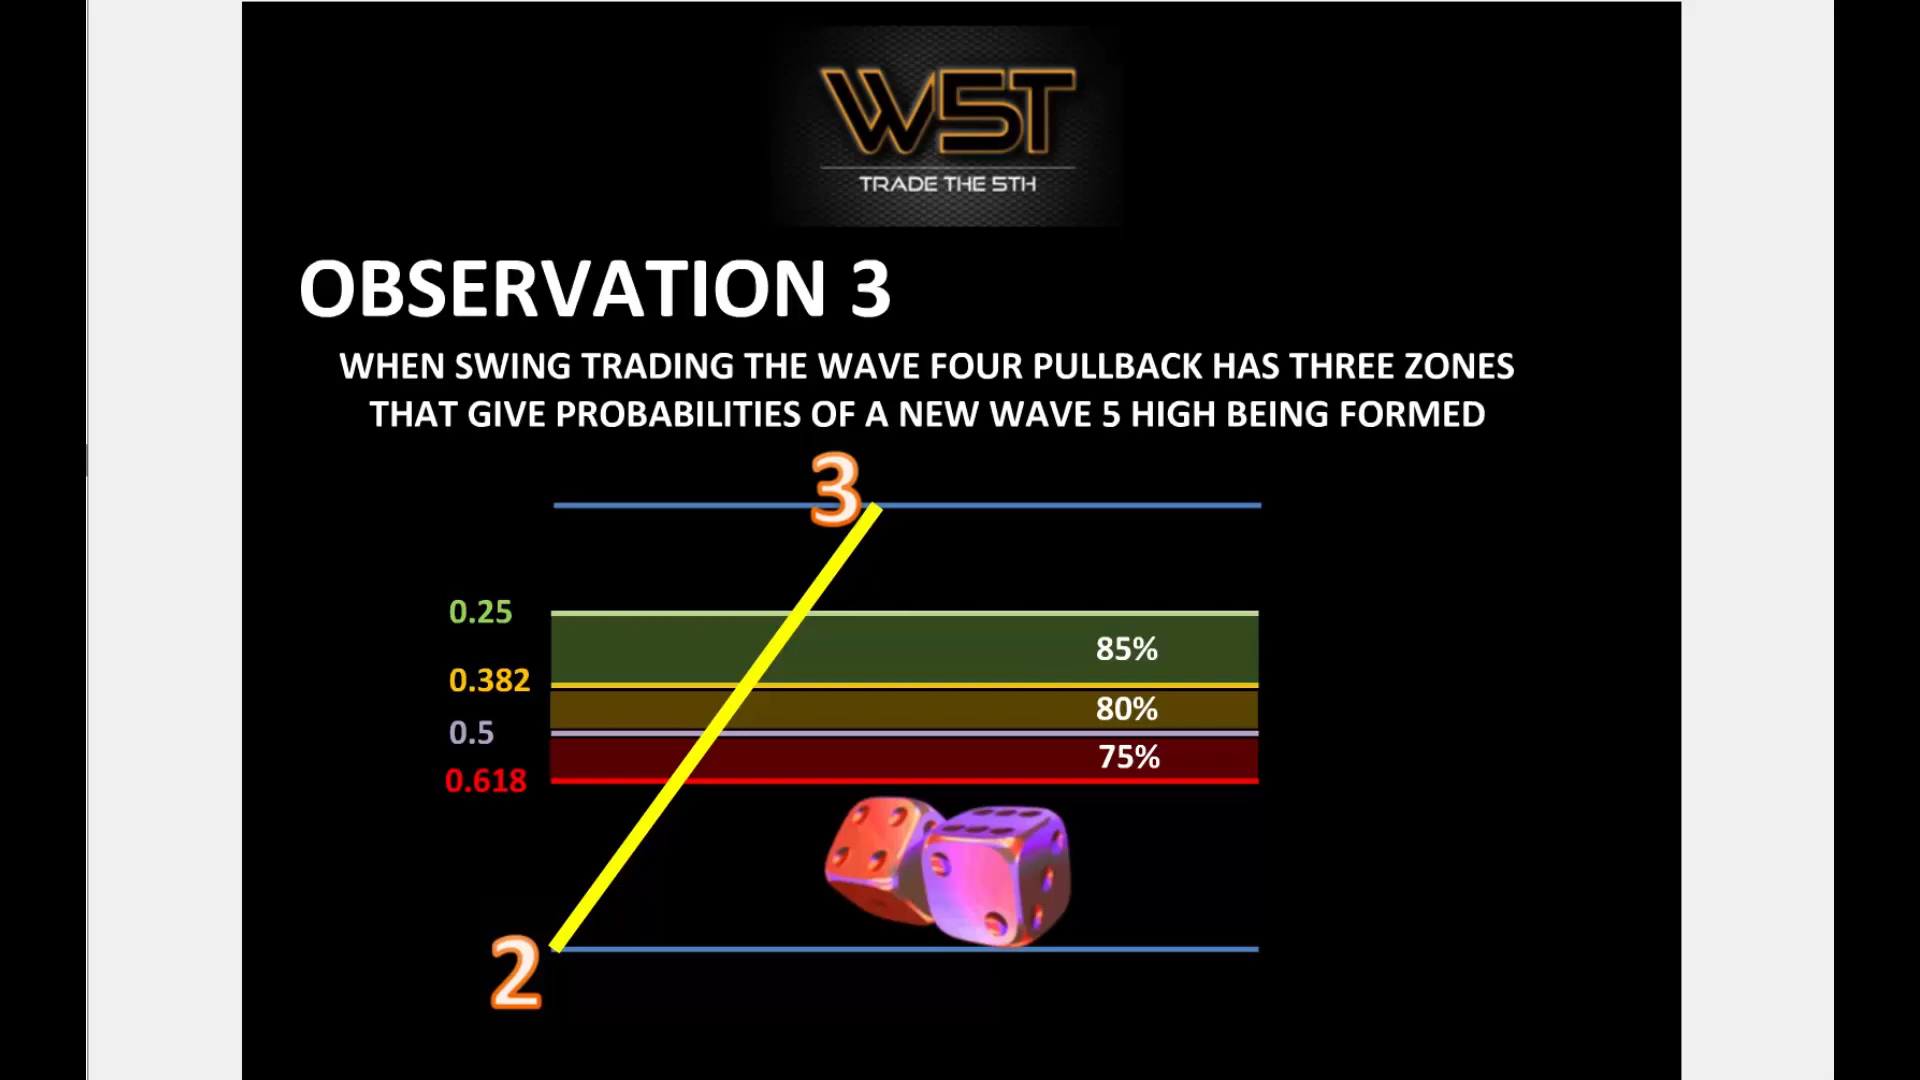 W5T
TRADE THE 5TH
OBSERVATION 3
WHEN SWING TRADING THE WAVE FOUR PULLBACK HAS THREE ZONES
THAT GIVE PROBABILITIES OF A NEW WAVE 5 HIGH BEING FORMED
3
0.25
85%
0.382
80%
0.5
75%
0.618
2